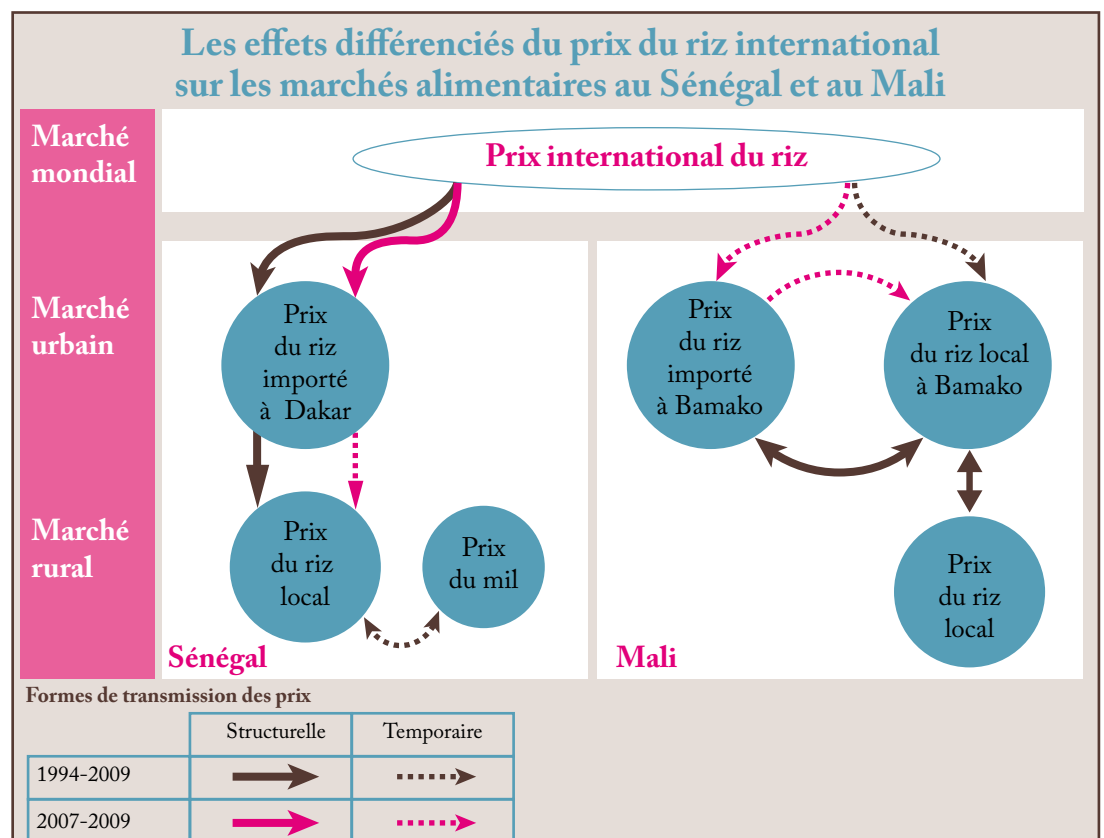 Les effets différenciés du prix du riz international
sur les marchés alimentaires au Sénégal et au Mali
Marché
mondial
Prix international du riz
Marché
urbain
Prix
du riz
importé
à Dakar
Prix
du riz
importé
à Bamako
Prix
du riz local
à Bamako
Marché
rural
Prix
du riz
local
Prix
du mil
Prix
du riz
local
Sénégal
Mali
Formes de transmission des prix
Structurelle
Temporaire
1994-2009
2007-2009